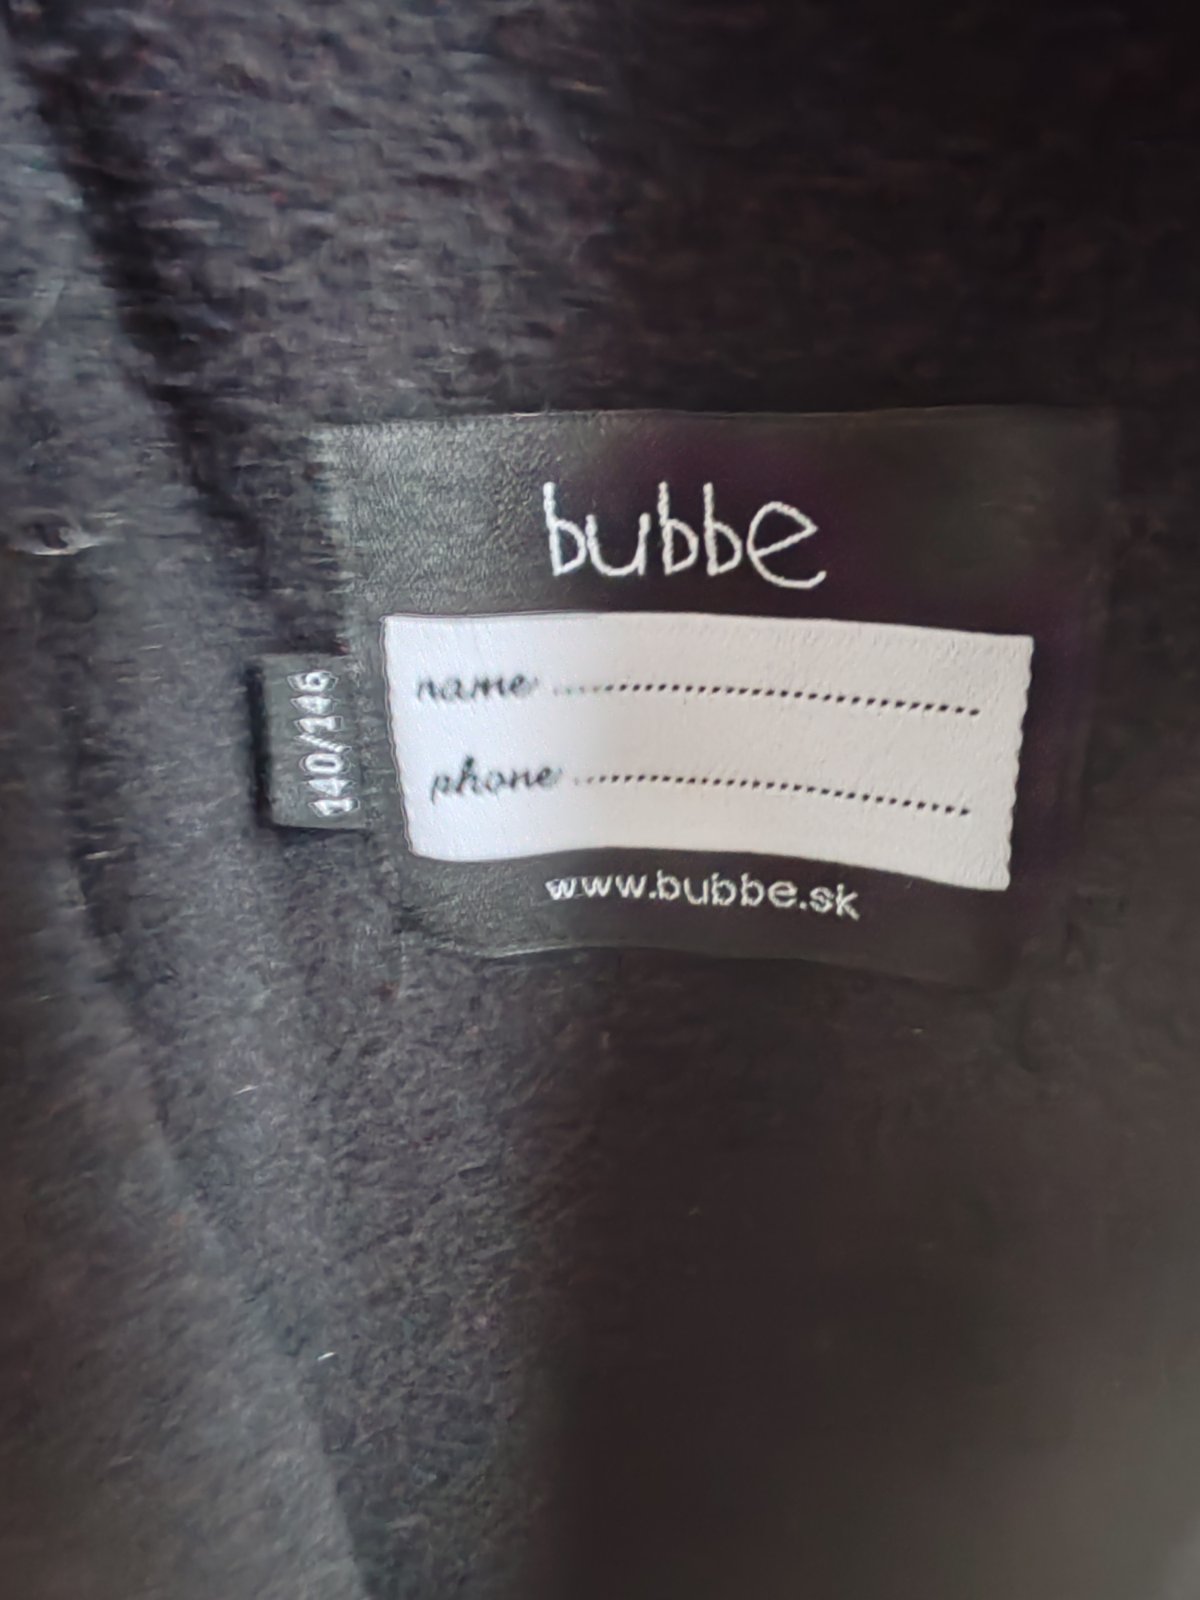 bubbe
name ........................................
phone ........................................
www.bubbe.sk
140/146